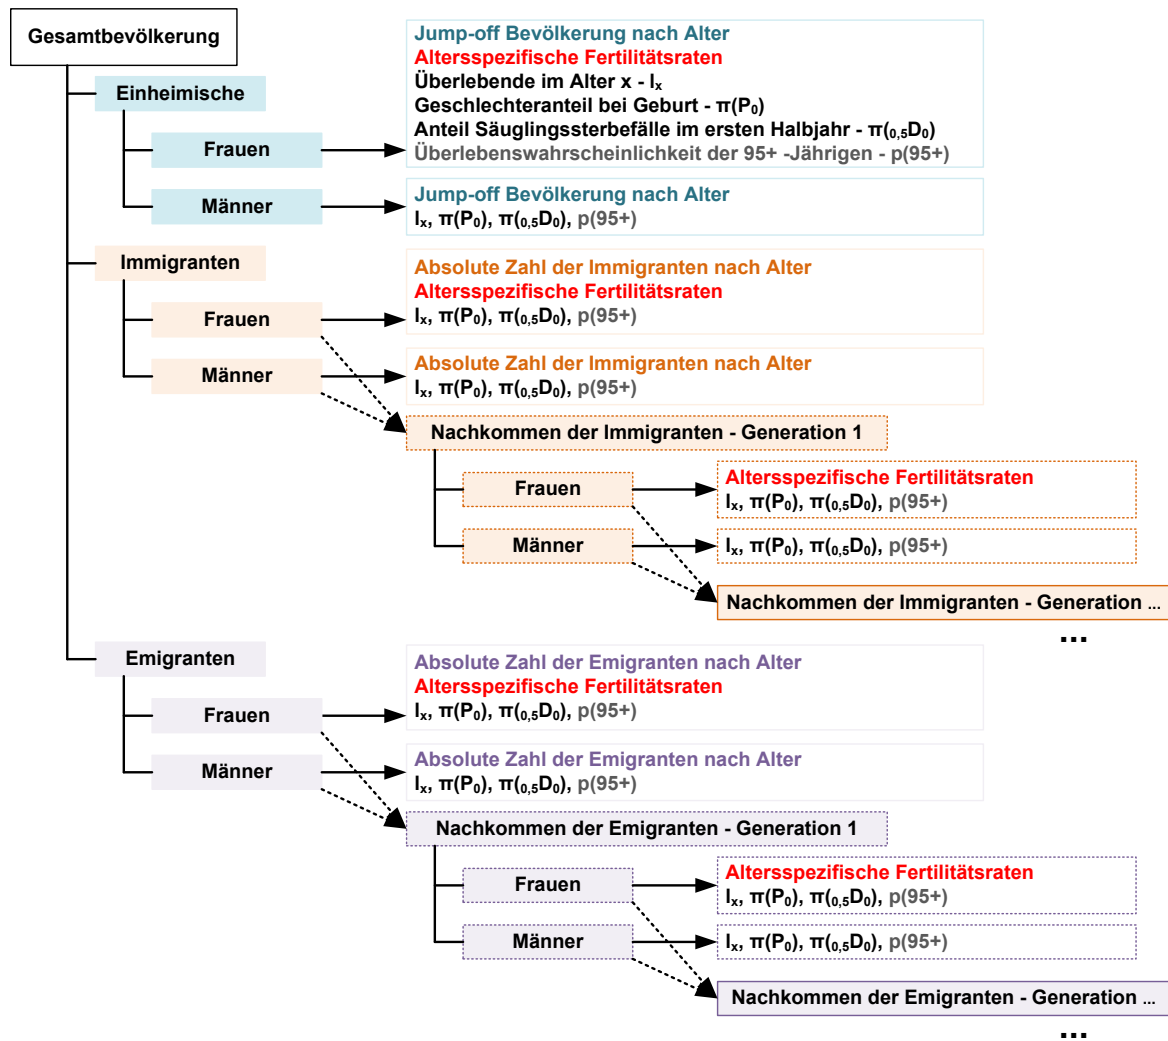 Gesamtbevölkerung
Einheimische
Frauen
Jump-off Bevölkerung nach Alter
Altersspezifische Fertilitätsraten
Überlebende im Alter x - lₓ
Geschlechteranteil bei Geburt - π(P₀)
Anteil Säuglingssterbefälle im ersten Halbjahr - π(₀,₅D₀)
Überlebenswahrscheinlichkeit der 95+ -Jährigen - p(95+)
Männer
Jump-off Bevölkerung nach Alter
lₓ, π(P₀), π(₀,₅D₀), p(95+)
Immigranten
Frauen
Absolute Zahl der Immigranten nach Alter
Altersspezifische Fertilitätsraten
lₓ, π(P₀), π(₀,₅D₀), p(95+)
Männer
Absolute Zahl der Immigranten nach Alter
lₓ, π(P₀), π(₀,₅D₀), p(95+)
Nachkommen der Immigranten - Generation 1
Frauen
Altersspezifische Fertilitätsraten
lₓ, π(P₀), π(₀,₅D₀), p(95+)
Männer
lₓ, π(P₀), π(₀,₅D₀), p(95+)
Nachkommen der Immigranten - Generation ...
...
Emigranten
Frauen
Absolute Zahl der Emigranten nach Alter
Altersspezifische Fertilitätsraten
lₓ, π(P₀), π(₀,₅D₀), p(95+)
Männer
Absolute Zahl der Emigranten nach Alter
lₓ, π(P₀), π(₀,₅D₀), p(95+)
Nachkommen der Emigranten - Generation 1
Frauen
Altersspezifische Fertilitätsraten
lₓ, π(P₀), π(₀,₅D₀), p(95+)
Männer
lₓ, π(P₀), π(₀,₅D₀), p(95+)
Nachkommen der Emigranten - Generation ...
...